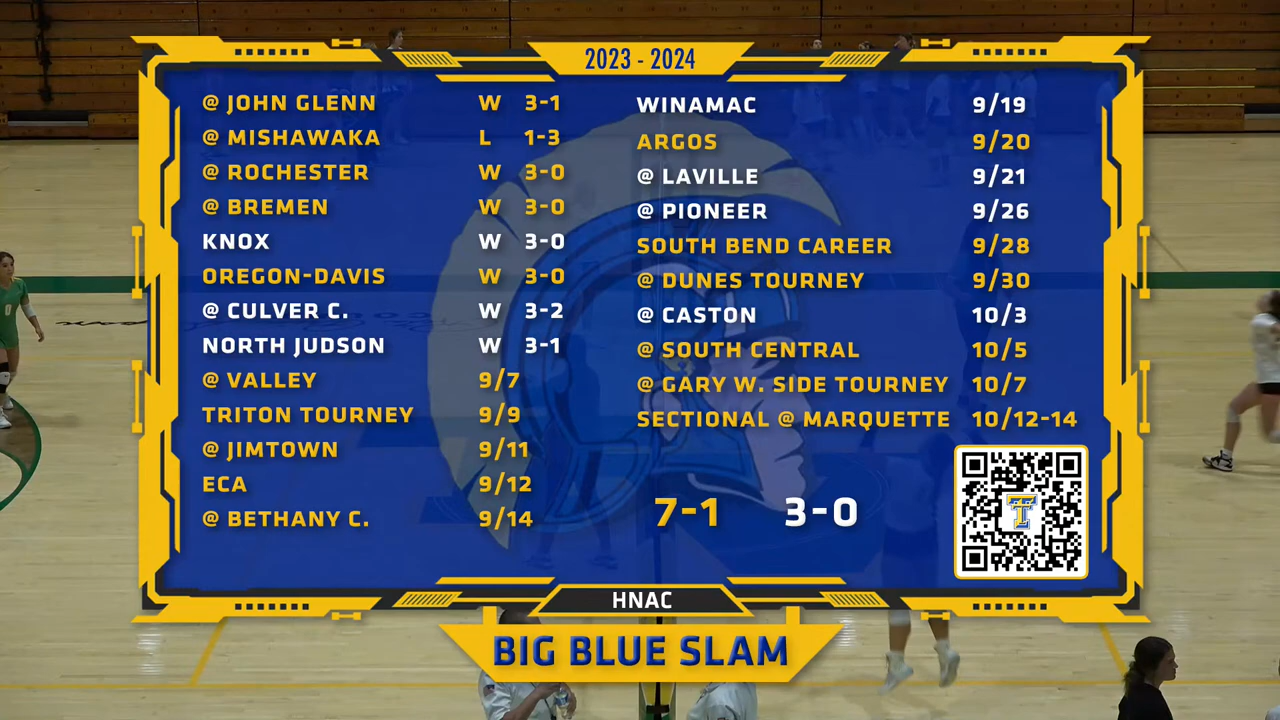 2023 - 2024
@ JOHN GLENN W 3-1
@ MISHAWAKA L 1-3
@ ROCHESTER W 3-0
@ BREMEN W 3-0
KNOX W 3-0
OREGON-DAVIS W 3-0
@ CULVER C. W 3-2
NORTH JUDSON W 3-1
@ VALLEY 9/7
TRITON TOURNEY 9/9
@ JIMTOWN 9/11
ECA 9/12
@ BETHANY C. 9/14
WINAMAC 9/19
ARGOS 9/20
@ LAVILLE 9/21
@ PIONEER 9/26
SOUTH BEND CAREER 9/28
@ DUNES TOURNEY 9/30
@ CASTON 10/3
@ SOUTH CENTRAL 10/5
@ GARY W. SIDE TOURNEY 10/7
SECTIONAL @ MARQUETTE 10/12-14
7-1 3-0
T
HNAC
BIG BLUE SLAM